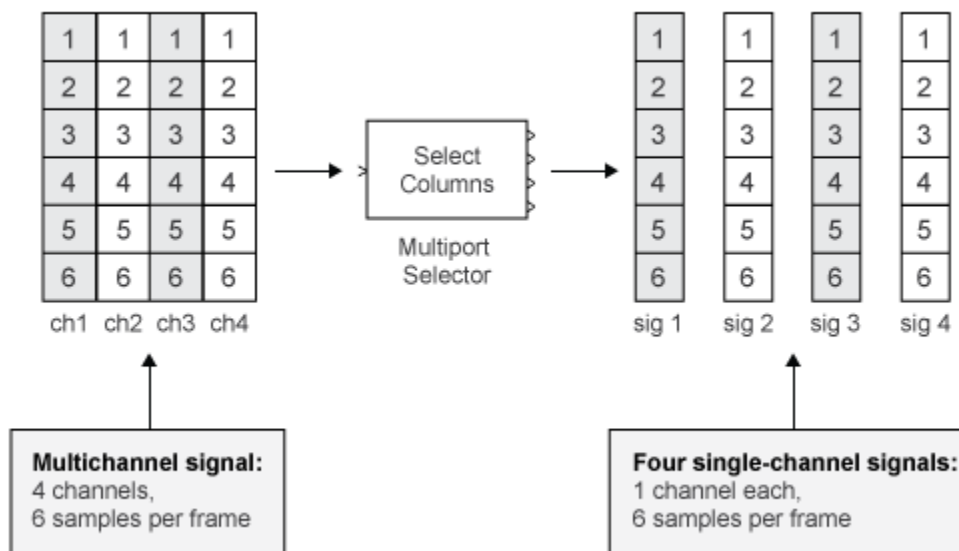 1 1 1 1
2 2 2 2
3 3 3 3
4 4 4 4
5 5 5 5
6 6 6 6
ch1 ch2 ch3 ch4
Select
Columns
Multiport
Selector
1 1 1 1
2 2 2 2
3 3 3 3
4 4 4 4
5 5 5 5
6 6 6 6
sig 1 sig 2 sig 3 sig 4
Multichannel signal:
4 channels,
6 samples per frame
Four single-channel signals:
1 channel each,
6 samples per frame